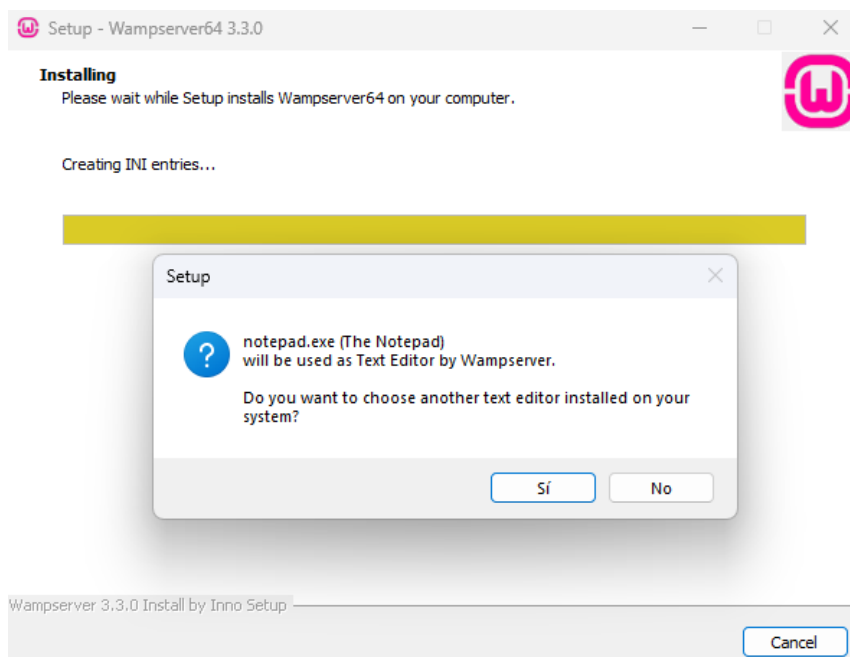 Setup - Wampserver64 3.3.0
Installing
Please wait while Setup installs Wampserver64 on your computer.
Creating INI entries...
Setup
notepad.exe (The Notepad)
will be used as Text Editor by Wampserver.
Do you want to choose another text editor installed on your
system?
Sí No
Wampserver 3.3.0 Install by Inno Setup
Cancel